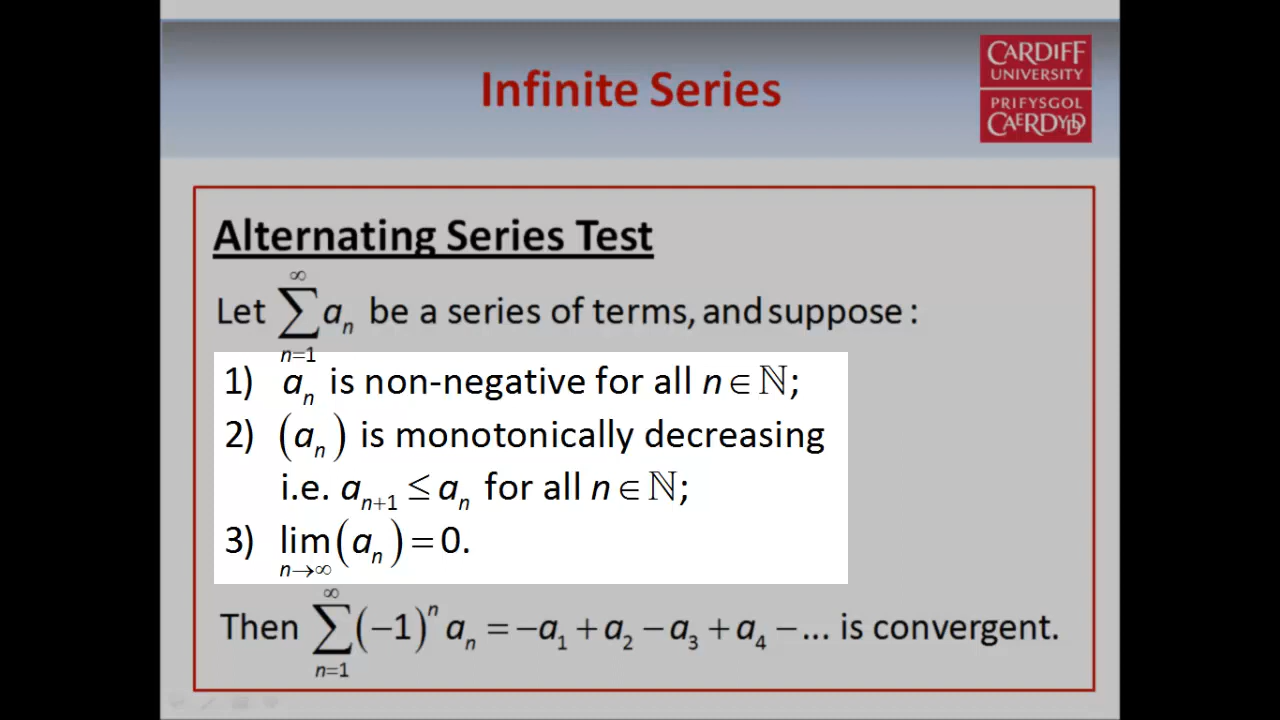 Infinite Series
CARDIFF
UNIVERSITY
PRIFYSGOL
CAERDYDD
Alternating Series Test
Let ∑_{n=1}^{∞} a_n be a series of terms, and suppose :
1) a_n is non-negative for all n ∈ ℕ;
2) (a_n) is monotonically decreasing
i.e. a_{n+1} ≤ a_n for all n ∈ ℕ;
3) lim_{n→∞} (a_n) = 0.
Then ∑_{n=1}^{∞} (−1)^n a_n = −a_1 + a_2 − a_3 + a_4 − ... is convergent.